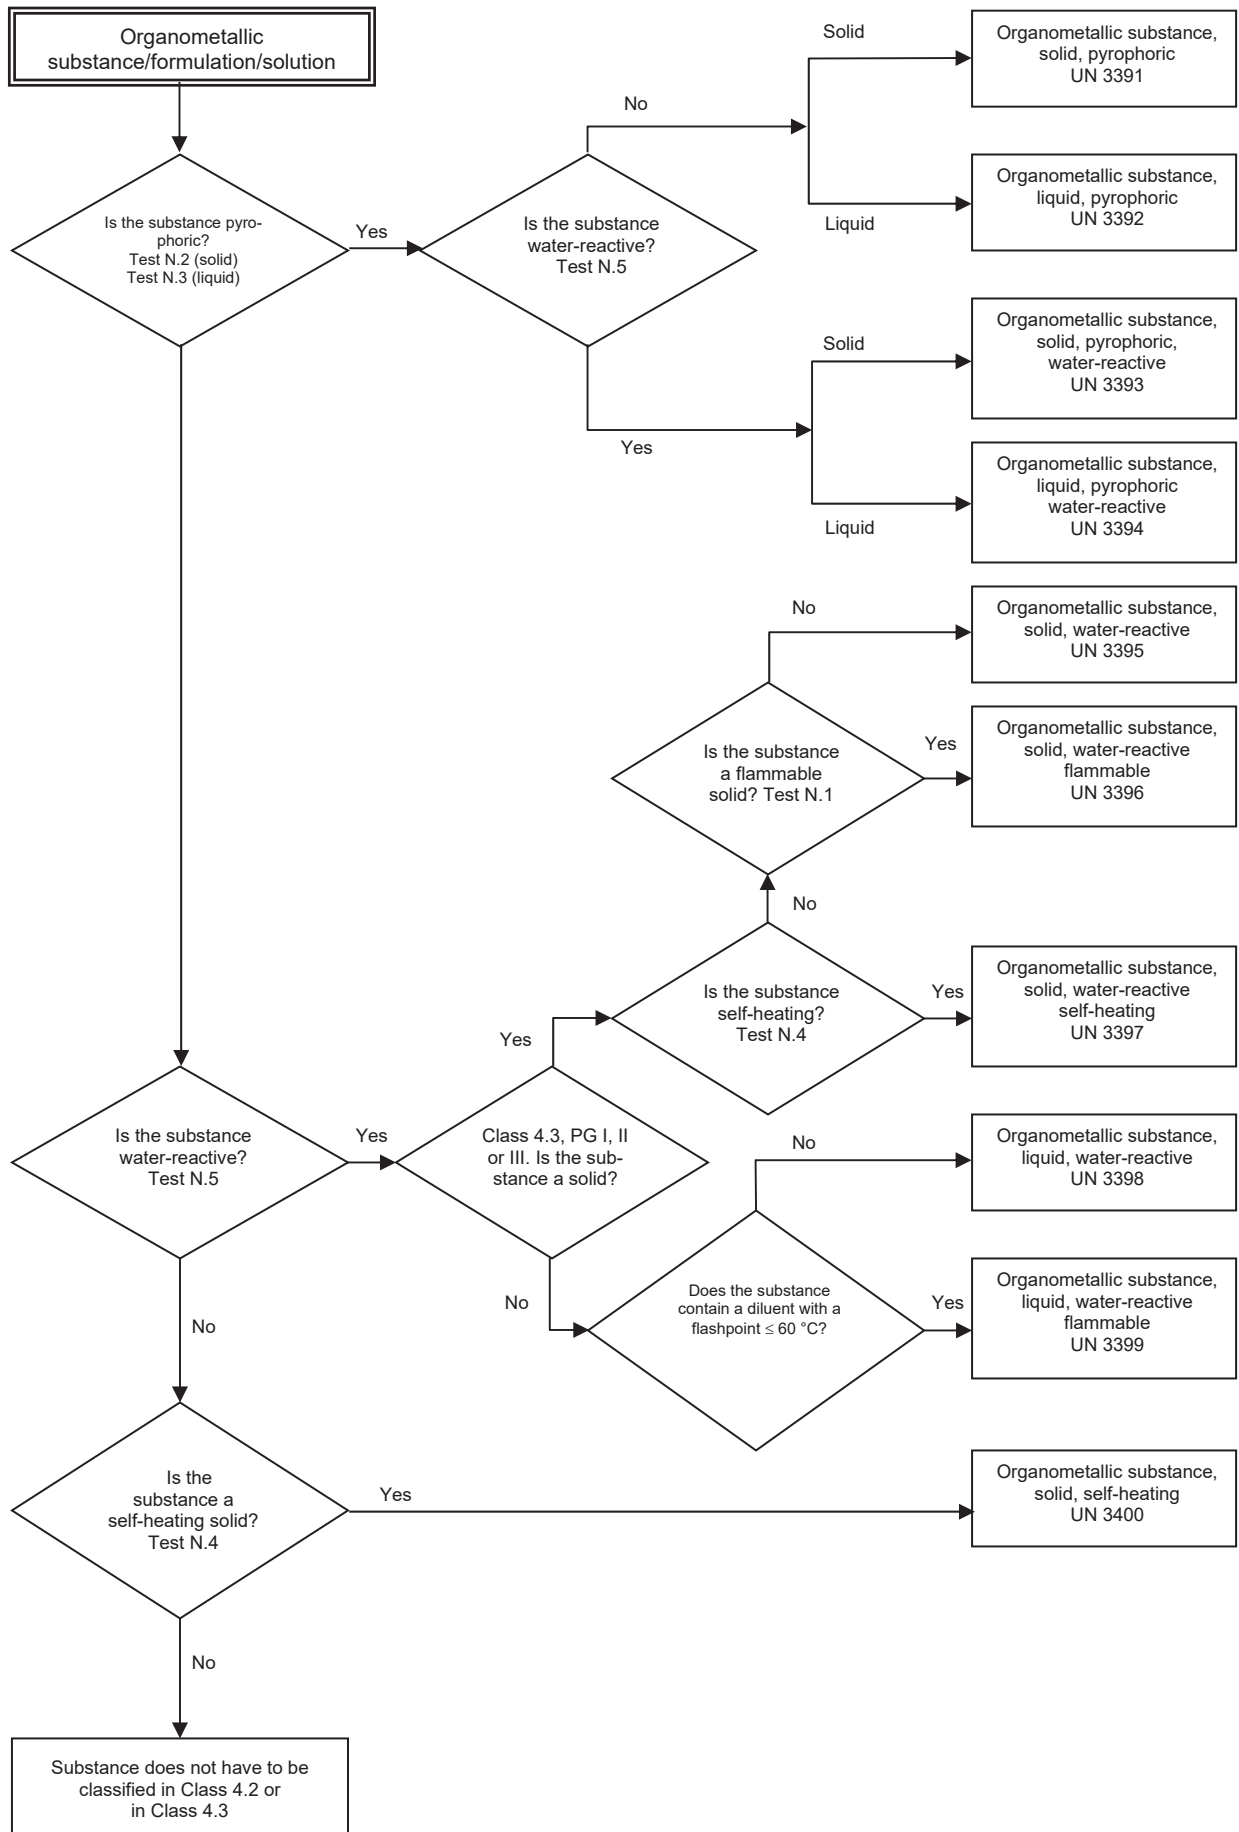 Organometallic
substance/formulation/solution
Is the substance pyro-
phoric?
Test N.2 (solid)
Test N.3 (liquid)
Yes
Is the substance
water-reactive?
Test N.5
No
Solid
Organometallic substance,
solid, pyrophoric
UN 3391
Liquid
Organometallic substance,
liquid, pyrophoric
UN 3392
Yes
Solid
Organometallic substance,
solid, pyrophoric,
water-reactive
UN 3393
Liquid
Organometallic substance,
liquid, pyrophoric
water-reactive
UN 3394
No
Organometallic substance,
solid, water-reactive
UN 3395
Is the substance
a flammable
solid? Test N.1
Yes
Organometallic substance,
solid, water-reactive
flammable
UN 3396
No
Is the substance
self-heating?
Test N.4
Yes
Organometallic substance,
solid, water-reactive
self-heating
UN 3397
Yes
Is the substance
water-reactive?
Test N.5
Yes
Class 4.3, PG I, II
or III. Is the sub-
stance a solid?
No
Organometallic substance,
liquid, water-reactive
UN 3398
No
Does the substance
contain a diluent with a
flashpoint ≤ 60 °C?
Yes
Organometallic substance,
liquid, water-reactive
flammable
UN 3399
No
Is the
substance a
self-heating solid?
Test N.4
Yes
Organometallic substance,
solid, self-heating
UN 3400
No
Substance does not have to be
classified in Class 4.2 or
in Class 4.3